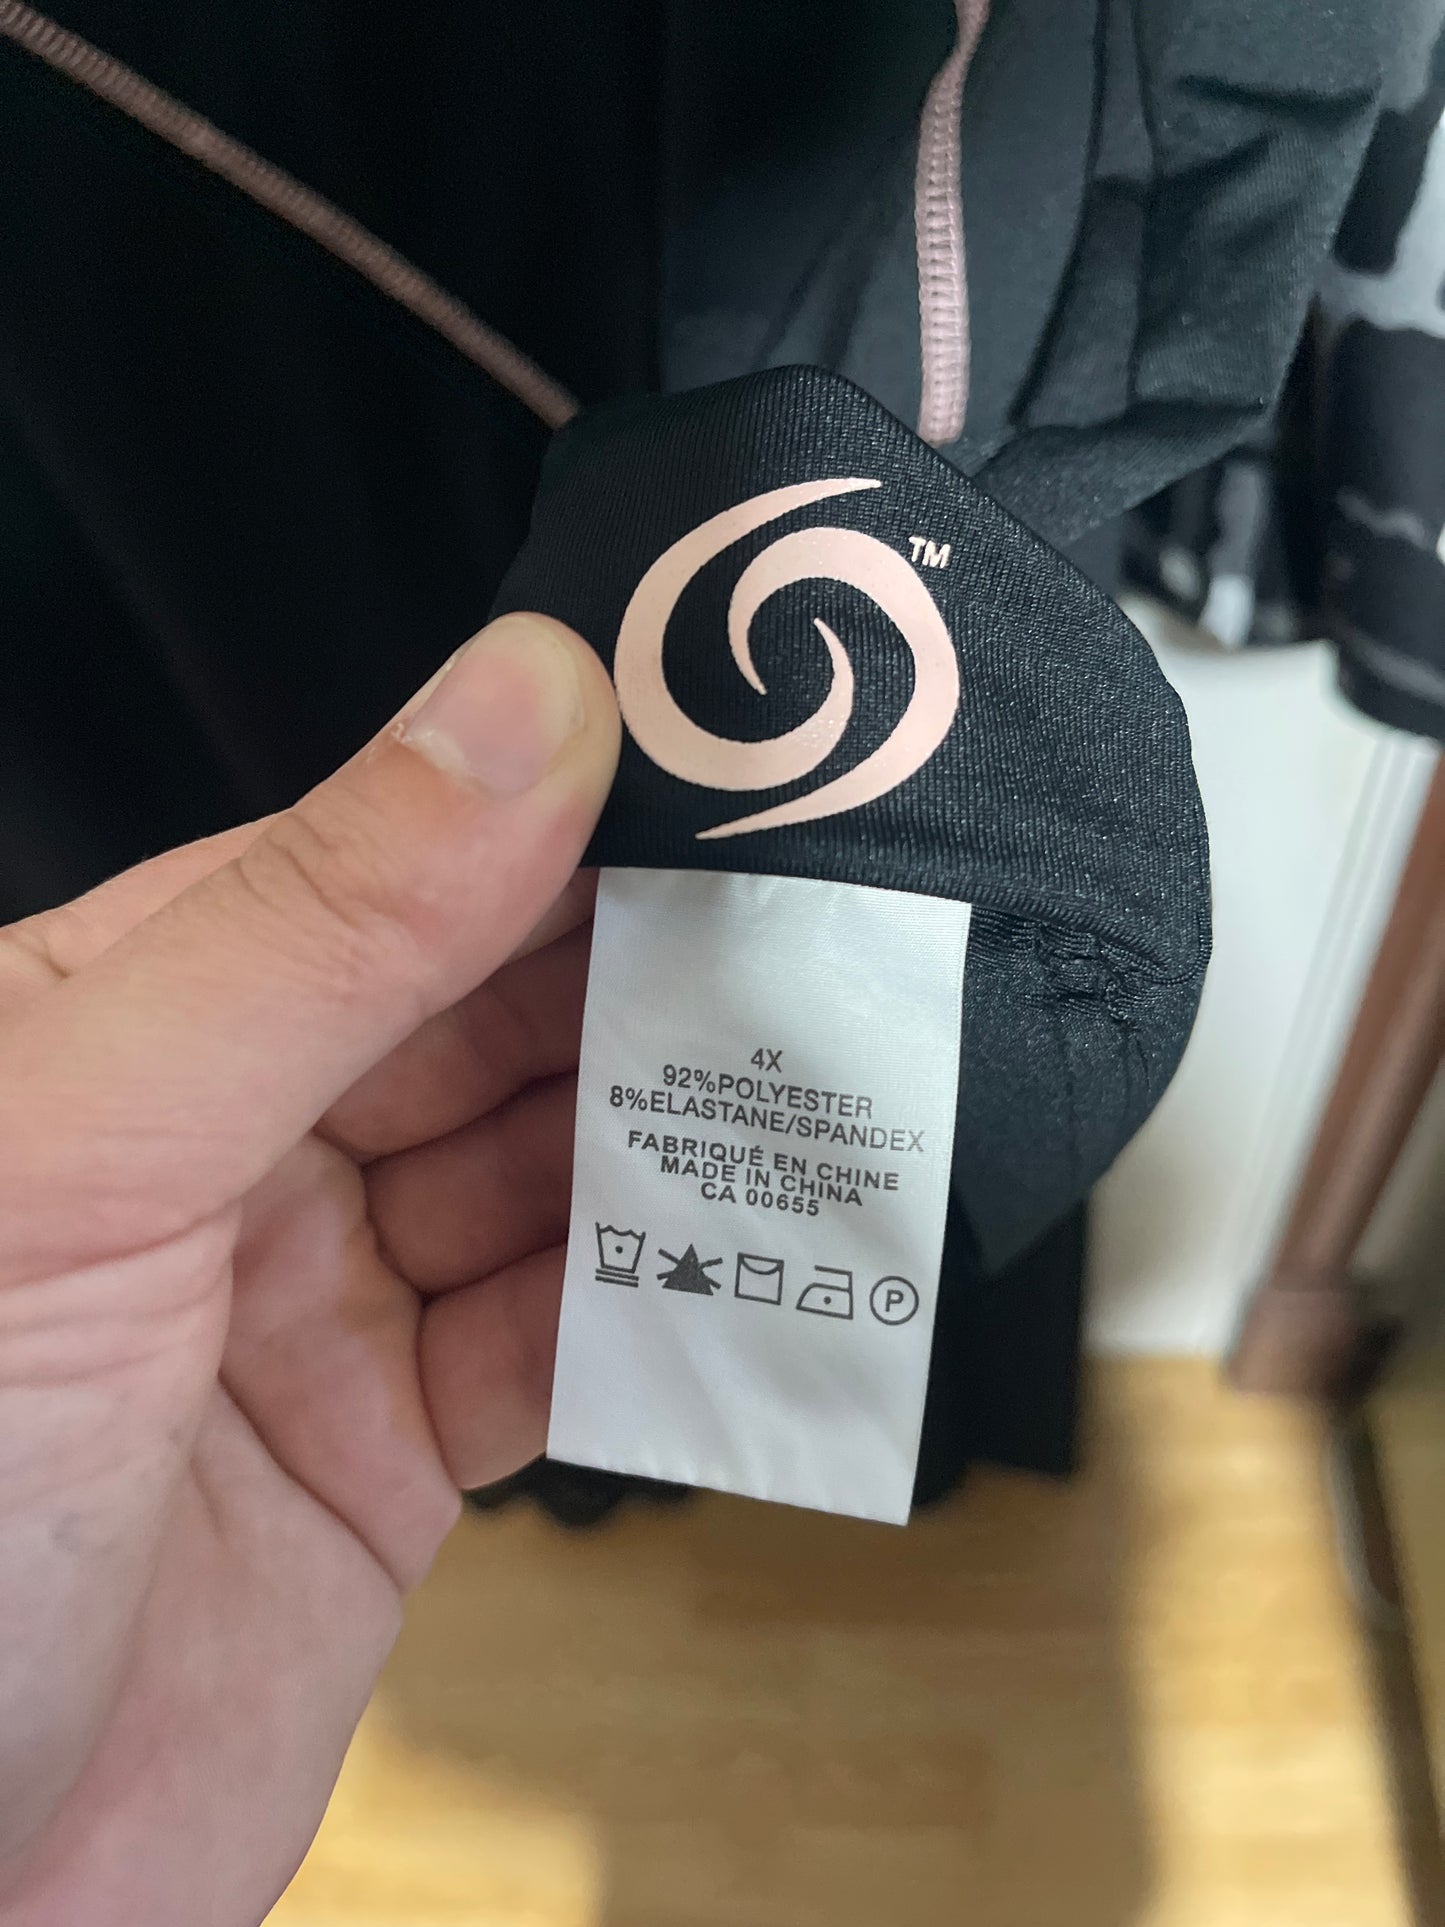 TM
4X
92%POLYESTER
8%ELASTANE/SPANDEX
FABRIQUÉ EN CHINE
MADE IN CHINA
CA 00655
P